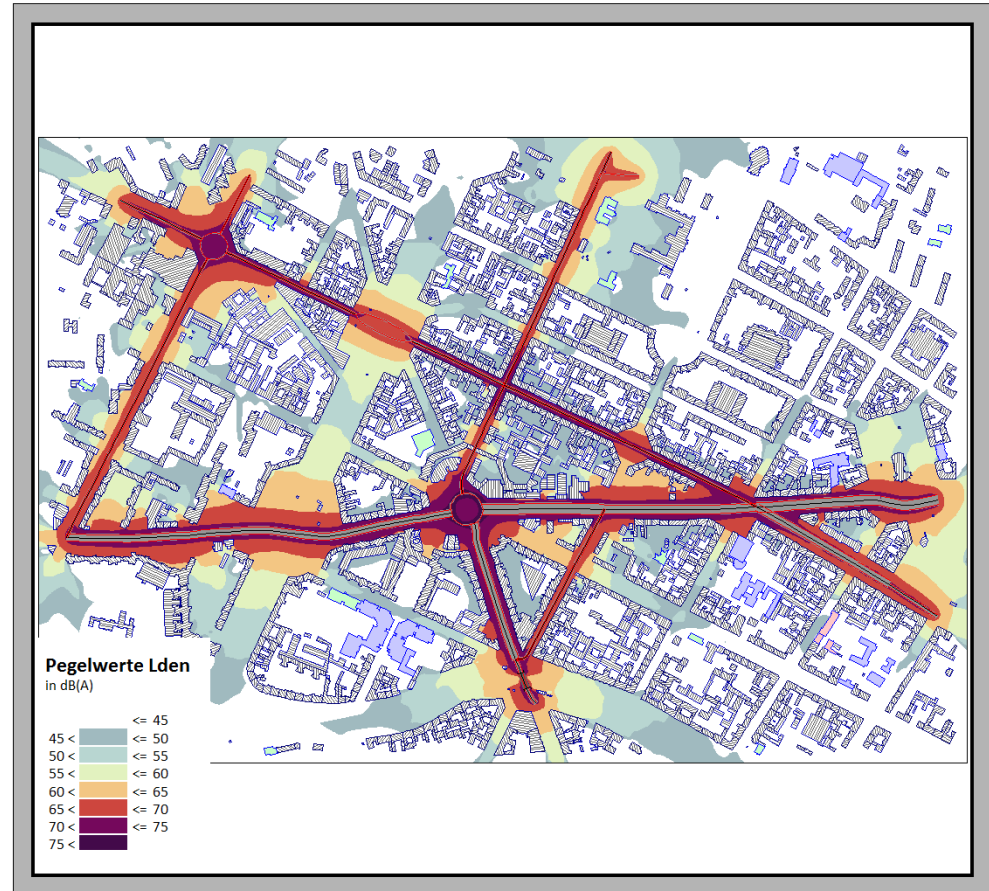 Pegelwerte Lden
in dB(A)
<= 45
45 < <= 50
50 < <= 55
55 < <= 60
60 < <= 65
65 < <= 70
70 < <= 75
75 <